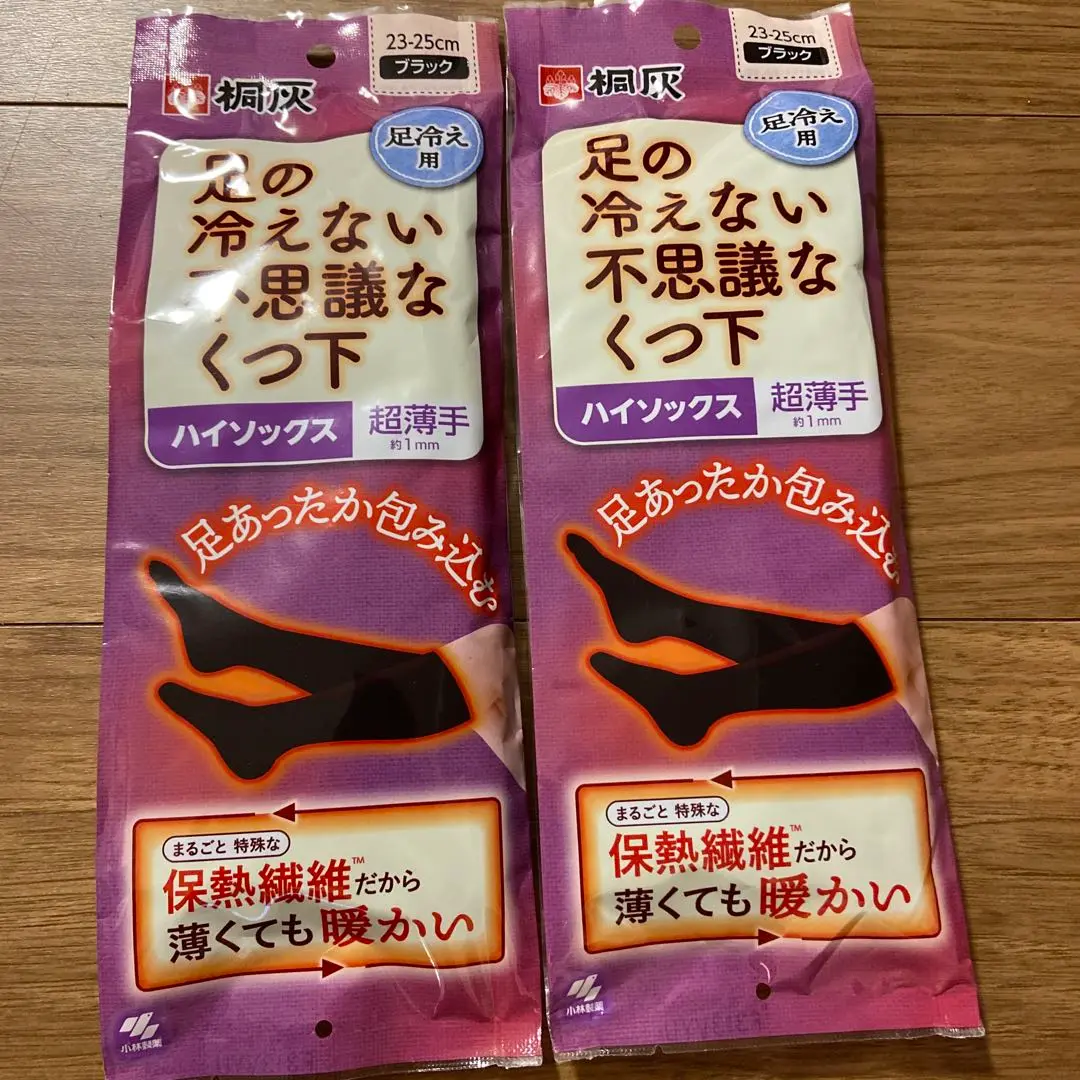 23-25cm
ブラック
桐灰
足冷え
用
足の
冷えない
不思議な
くつ下
ハイソックス
超薄手
約1mm
足あったか包み込む
まるごと 特殊な
保熱繊維™だから
薄くても暖かい
小林製薬
23-25cm
ブラック
桐灰
足冷え
用
足の
冷えない
不思議な
くつ下
ハイソックス
超薄手
約1mm
足あったか包み込む
まるごと 特殊な
保熱繊維™だから
薄くても暖かい
小林製薬